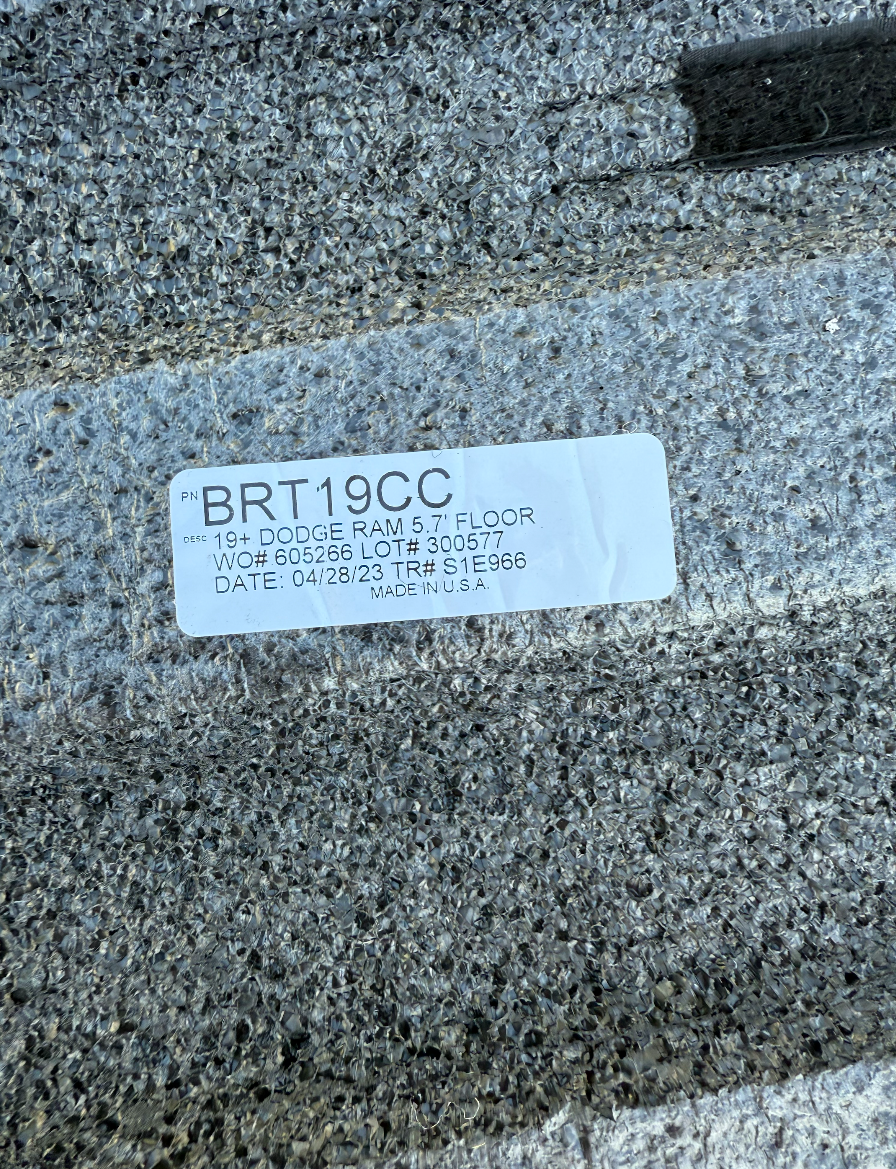 PN BRT19CC
DESC 19+ DODGE RAM 5.7' FLOOR
WO# 605266 LOT# 300577
DATE: 04/28/23 TR# S1E966
MADE IN U.S.A.